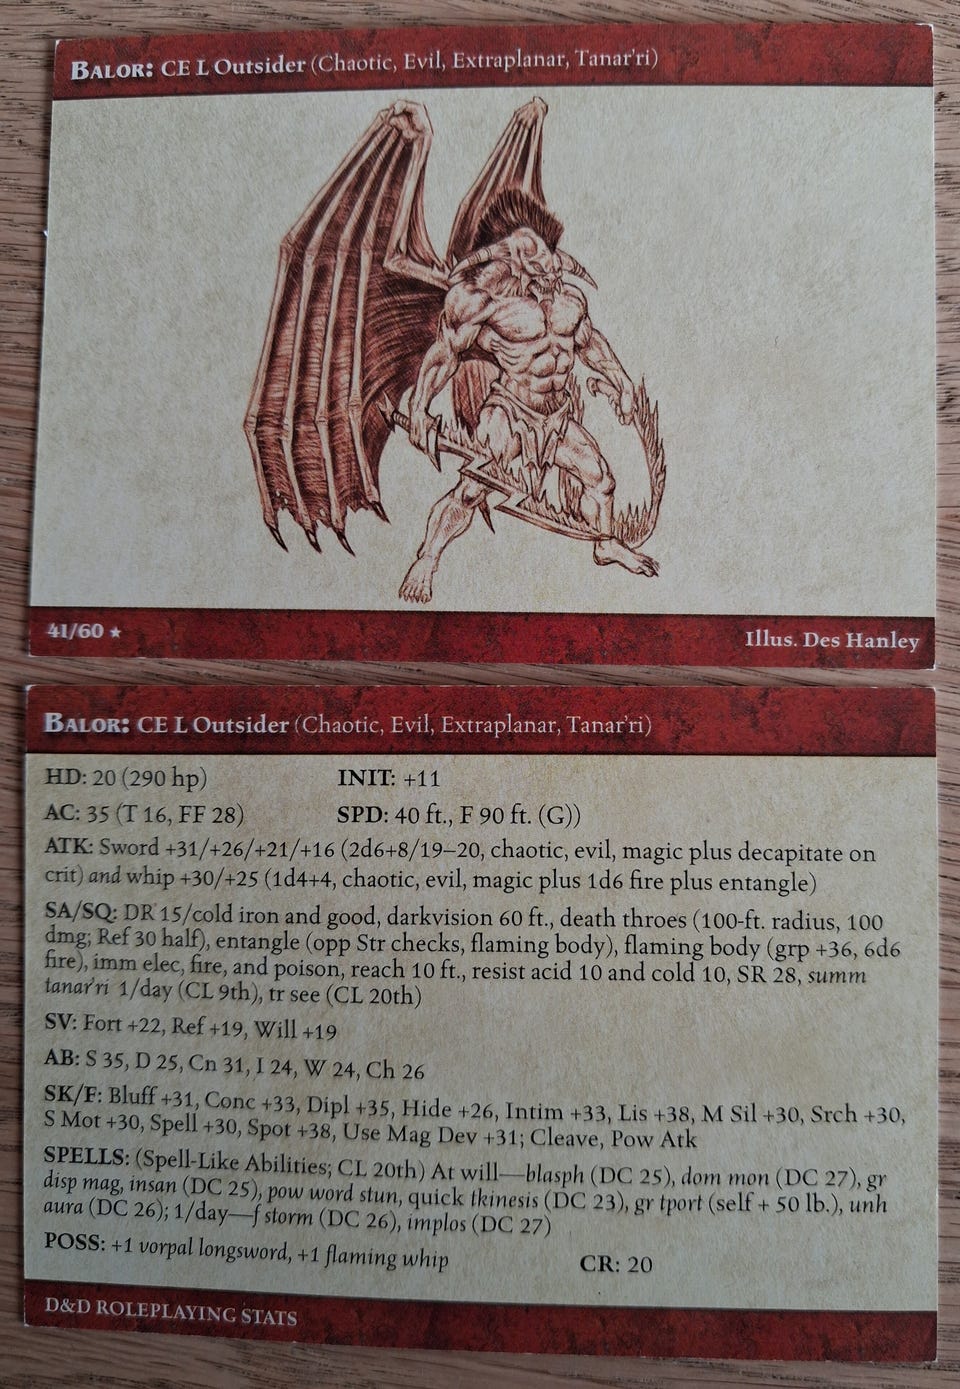 BALOR: CE L Outsider (Chaotic, Evil, Extraplanar, Tanar'ri)
41/60 ★
Illus. Des Hanley
BALOR: CE L Outsider (Chaotic, Evil, Extraplanar, Tanar'ri)
HD: 20 (290 hp) INIT: +11
AC: 35 (T 16, FF 28) SPD: 40 ft., F 90 ft. (G))
ATK: Sword +31/+26/+21/+16 (2d6+8/19–20, chaotic, evil, magic plus decapitate on
crit) and whip +30/+25 (1d4+4, chaotic, evil, magic plus 1d6 fire plus entangle)
SA/SQ: DR 15/cold iron and good, darkvision 60 ft., death throes (100-ft. radius, 100
dmg; Ref 30 half), entangle (opp Str checks, flaming body), flaming body (grp +36, 6d6
fire), imm elec, fire, and poison, reach 10 ft., resist acid 10 and cold 10, SR 28, summ
tanar'ri 1/day (CL 9th), tr see (CL 20th)
SV: Fort +22, Ref +19, Will +19
AB: S 35, D 25, Cn 31, I 24, W 24, Ch 26
SK/F: Bluff +31, Conc +33, Dipl +35, Hide +26, Intim +33, Lis +38, M Sil +30, Srch +30,
S Mot +30, Spell +30, Spot +38, Use Mag Dev +31; Cleave, Pow Atk
SPELLS: (Spell-Like Abilities; CL 20th) At will—blasph (DC 25), dom mon (DC 27), gr
disp mag, insan (DC 25), pow word stun, quick tkinesis (DC 23), gr tport (self + 50 lb.), unh
aura (DC 26); 1/day—f storm (DC 26), implos (DC 27)
POSS: +1 vorpal longsword, +1 flaming whip CR: 20
D&D ROLEPLAYING STATS